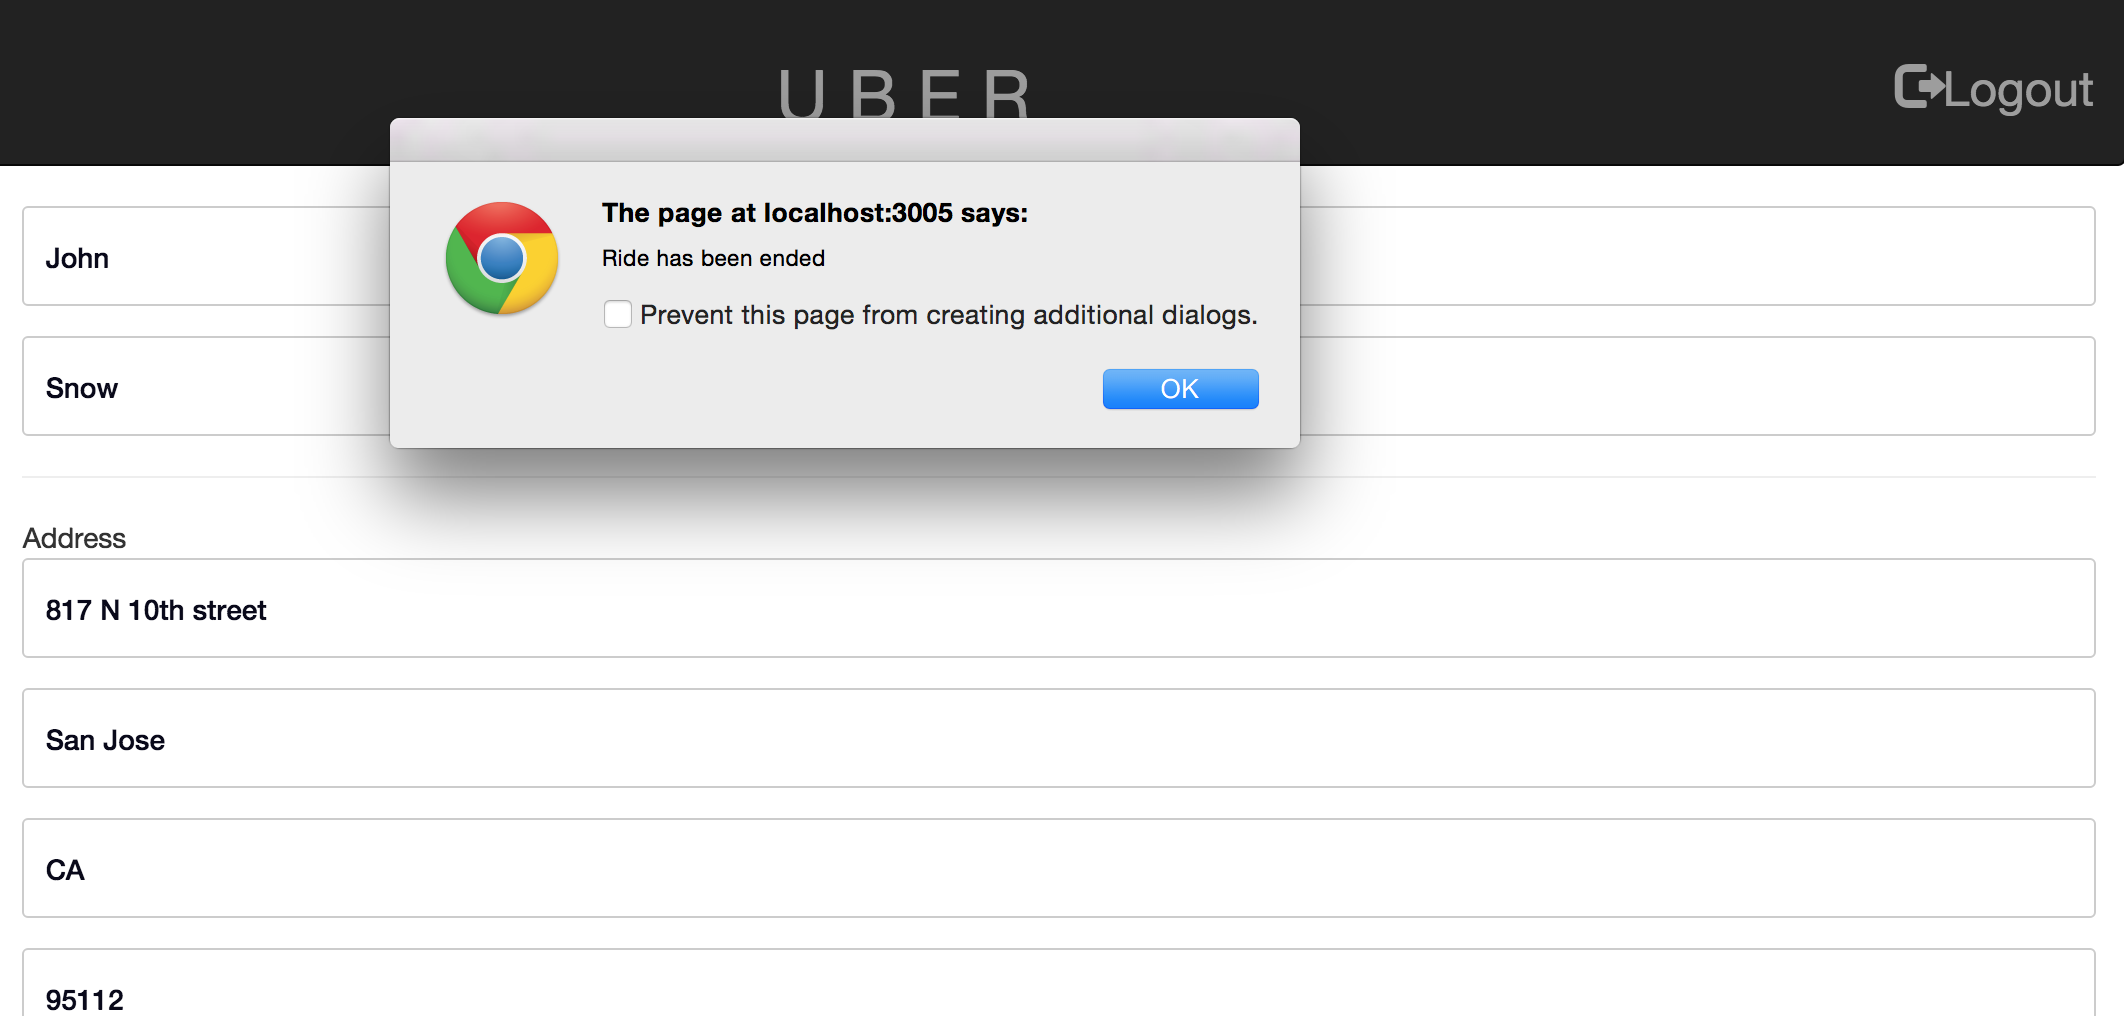 UBER
Logout
The page at localhost:3005 says:
Ride has been ended
Prevent this page from creating additional dialogs.
OK
John
Snow
Address
817 N 10th street
San Jose
CA
95112